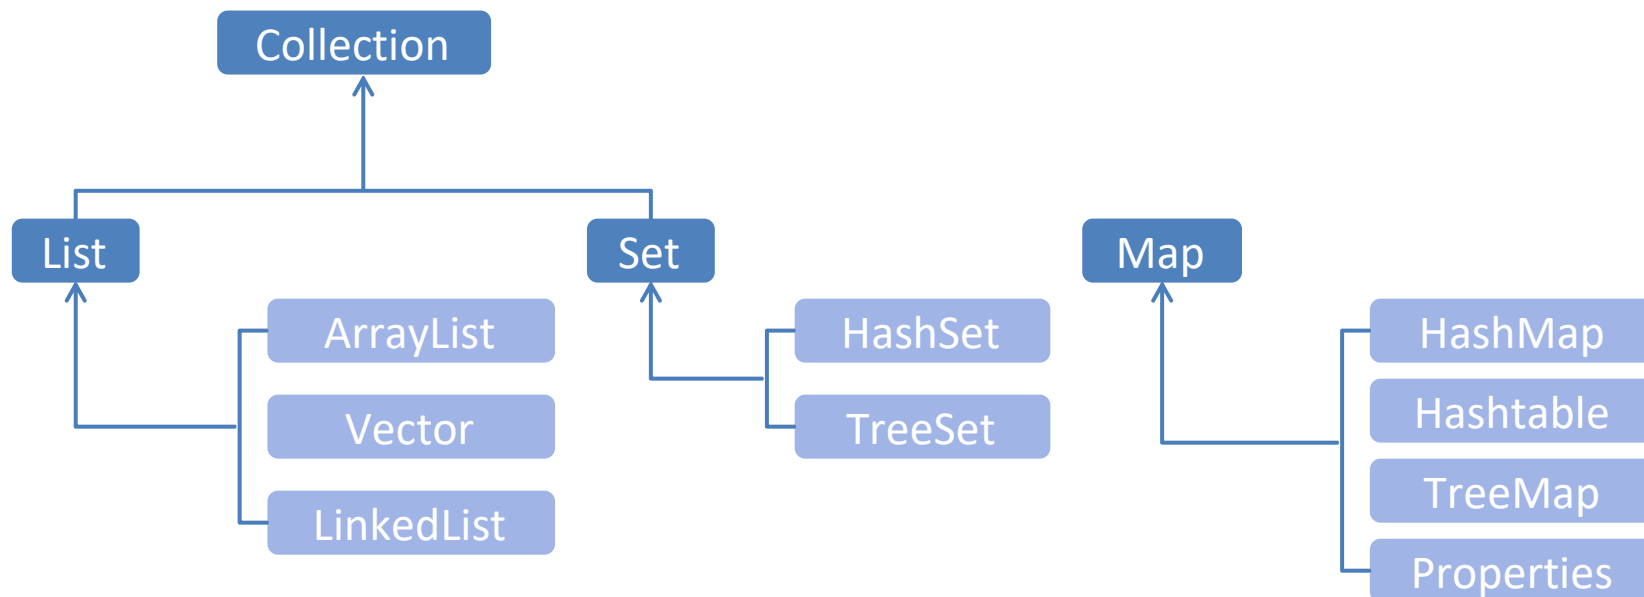 Collection
List
Set
Map
ArrayList
Vector
LinkedList
HashSet
TreeSet
HashMap
Hashtable
TreeMap
Properties